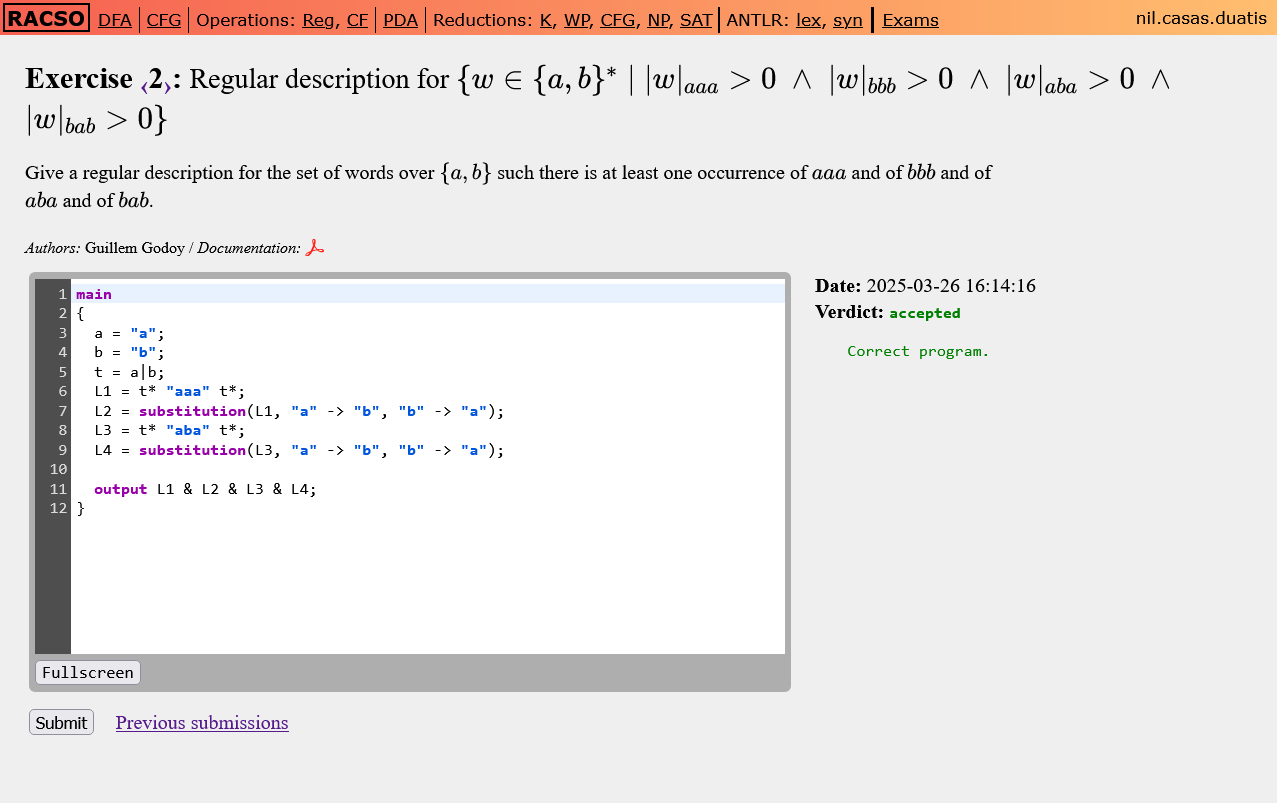 RACSO DFA CFG Operations: Reg, CF PDA Reductions: K, WP, CFG, NP, SAT ANTLR: lex, syn Exams nil.casas.duatis
Exercise ‹2›: Regular description for {w ∈ {a, b}* | |w|aaa > 0 ∧ |w|bbb > 0 ∧ |w|aba > 0 ∧
|w|bab > 0}
Give a regular description for the set of words over {a, b} such there is at least one occurrence of aaa and of bbb and of
aba and of bab.
Authors: Guillem Godoy / Documentation:
1 main
2 {
3 a = "a";
4 b = "b";
5 t = a|b;
6 L1 = t* "aaa" t*;
7 L2 = substitution(L1, "a" -> "b", "b" -> "a");
8 L3 = t* "aba" t*;
9 L4 = substitution(L3, "a" -> "b", "b" -> "a");
10
11 output L1 & L2 & L3 & L4;
12 }
Fullscreen
Date: 2025-03-26 16:14:16
Verdict: accepted
Correct program.
Submit Previous submissions